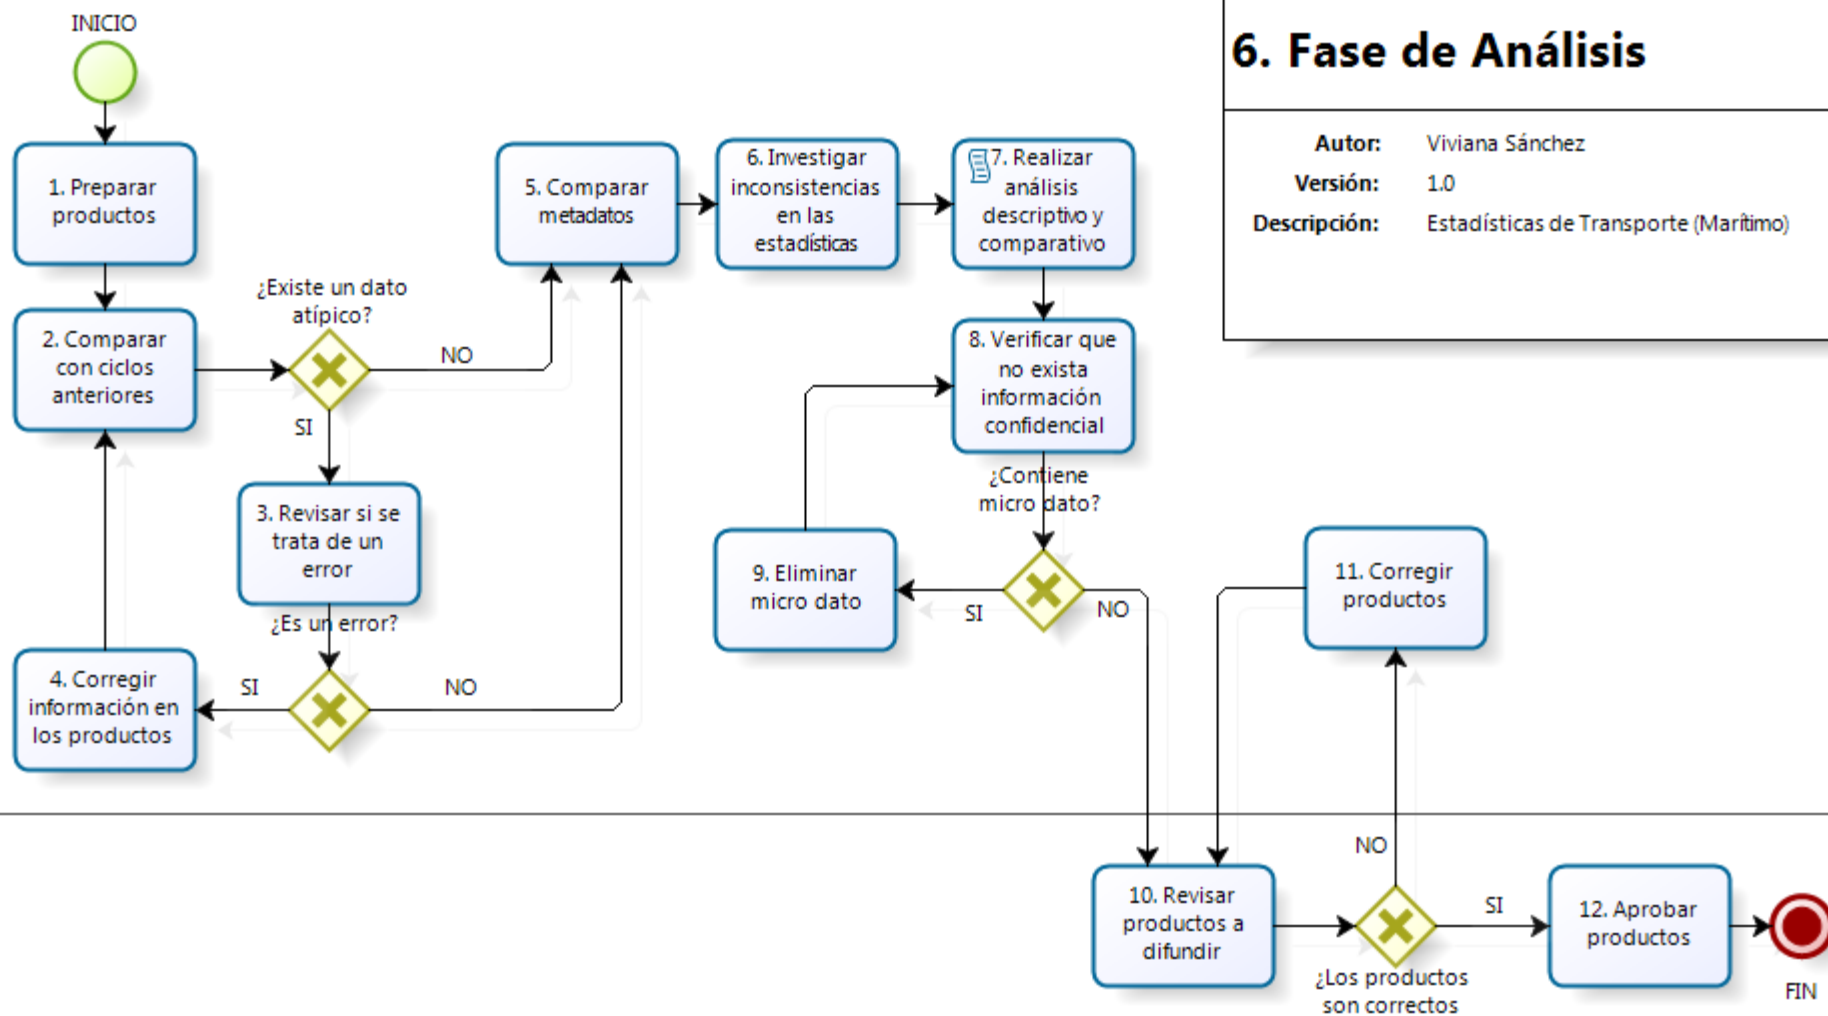 INICIO
6. Fase de Análisis
Autor: Viviana Sánchez
Versión: 1.0
Descripción: Estadísticas de Transporte (Marítimo)
1. Preparar
productos
2. Comparar
con ciclos
anteriores
¿Existe un dato
atípico?
NO
SI
3. Revisar si se
trata de un
error
¿Es un error?
SI
NO
4. Corregir
información en
los productos
5. Comparar
metadatos
6. Investigar
inconsistencias
en las
estadísticas
7. Realizar
análisis
descriptivo y
comparativo
8. Verificar que
no exista
información
confidencial
¿Contiene
micro dato?
SI
NO
9. Eliminar
micro dato
10. Revisar
productos a
difundir
¿Los productos
son correctos
NO
SI
11. Corregir
productos
12. Aprobar
productos
FIN